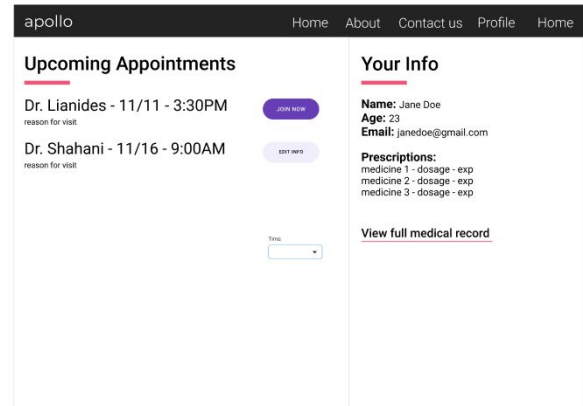 apollo
Home About Contact us Profile Home
Upcoming Appointments
Dr. Lianides - 11/11 - 3:30PM
reason for visit
JOIN NOW
Dr. Shahani - 11/16 - 9:00AM
reason for visit
EDIT INFO
Time
Your Info
Name: Jane Doe
Age: 23
Email: janedoe@gmail.com
Prescriptions:
medicine 1 - dosage - exp
medicine 2 - dosage - exp
medicine 3 - dosage - exp
View full medical record